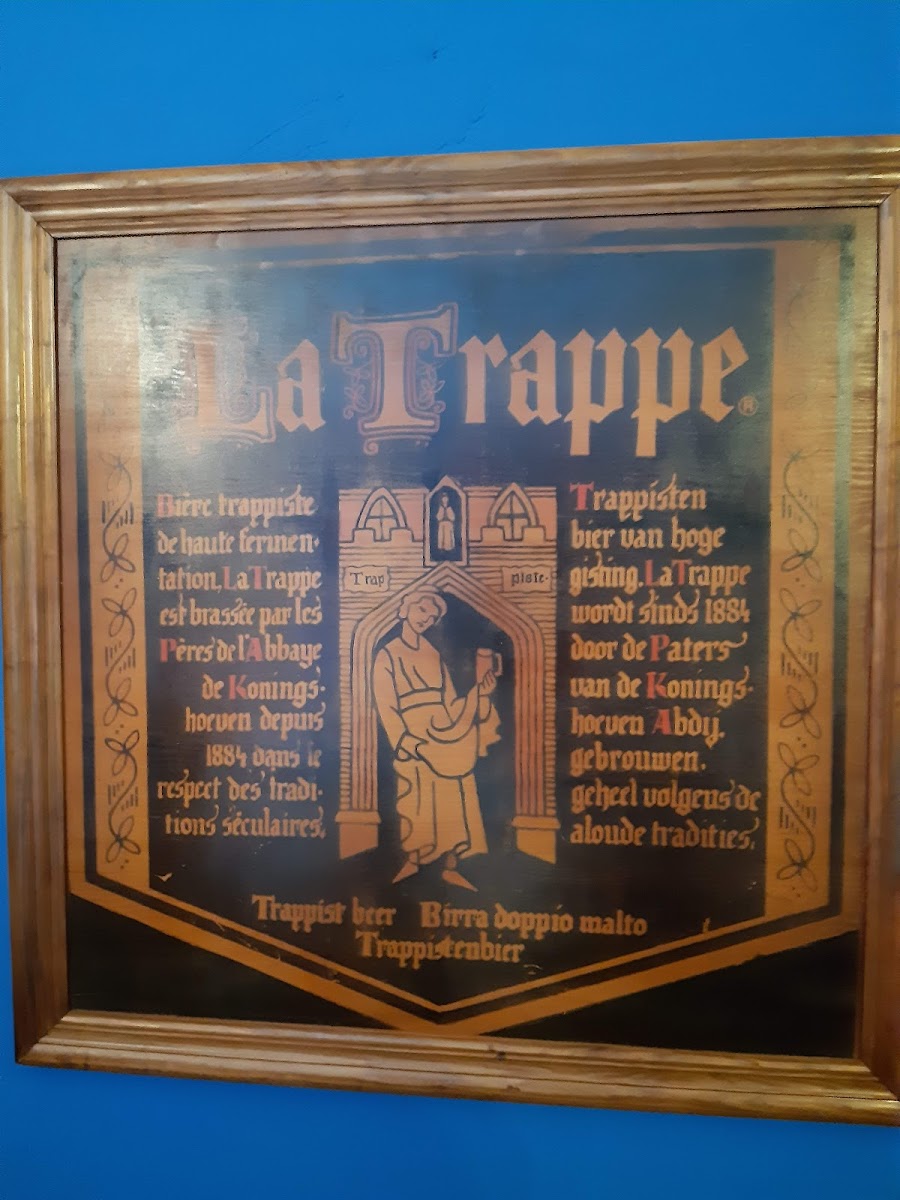 La Trappe®
Bière trappiste
de haute fermen-
tation, La Trappe
est brassée par les
Pères de l'Abbaye
de Konings-
hoeven depuis
1884 dans le
respect des tradi-
tions séculaires.
Trap piste.
Trappisten
bier van hoge
gisting. La Trappe
wordt sinds 1884
door de Paters
van de Konings-
hoeven Abdij,
gebrouwen.
geheel volgens de
aloude tradities.
Trappist beer Birra doppio malto
Trappistenbier